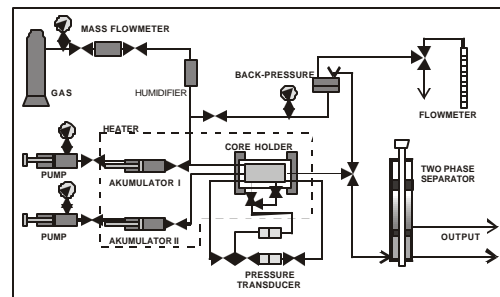 MASS FLOWMETER
GAS
HUMIDIFIER
BACK-PRESSURE
FLOWMETER
HEATER
CORE HOLDER
PUMP
AKUMULATOR I
TWO PHASE
SEPARATOR
PUMP
AKUMULATOR II
OUTPUT
PRESSURE
TRANSDUCER